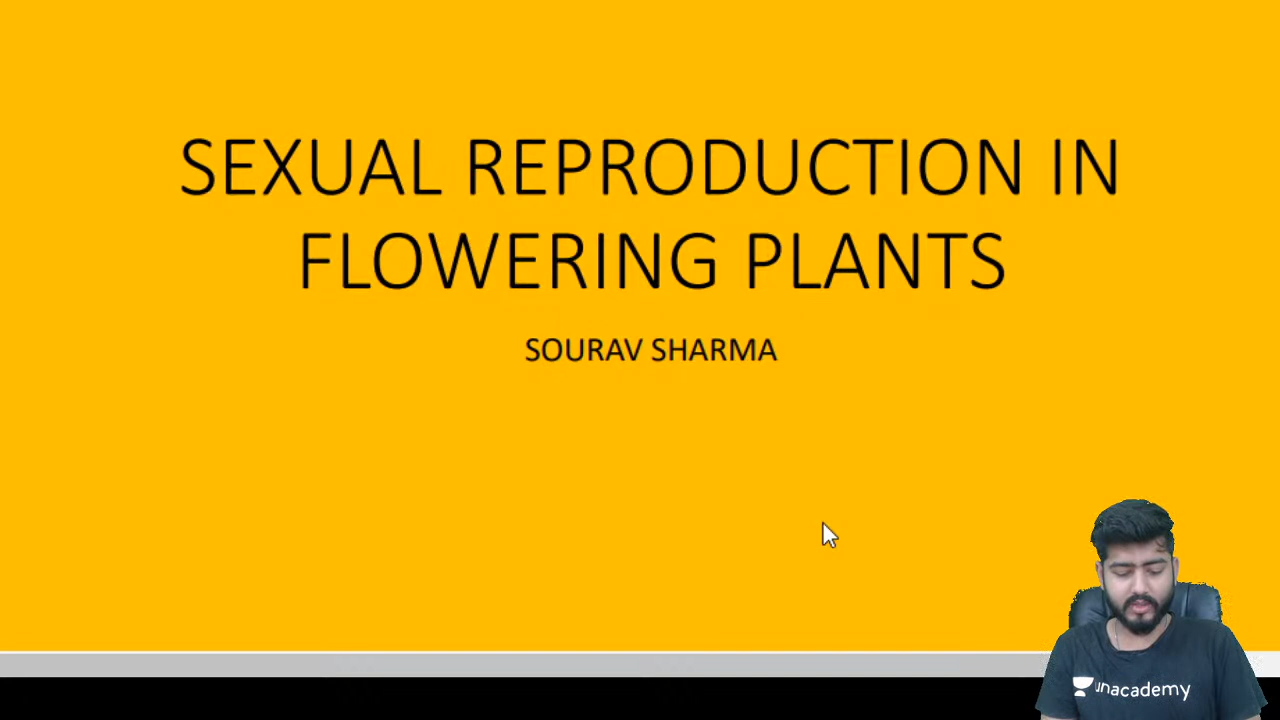 SEXUAL REPRODUCTION IN
FLOWERING PLANTS
SOURAV SHARMA
unacademy